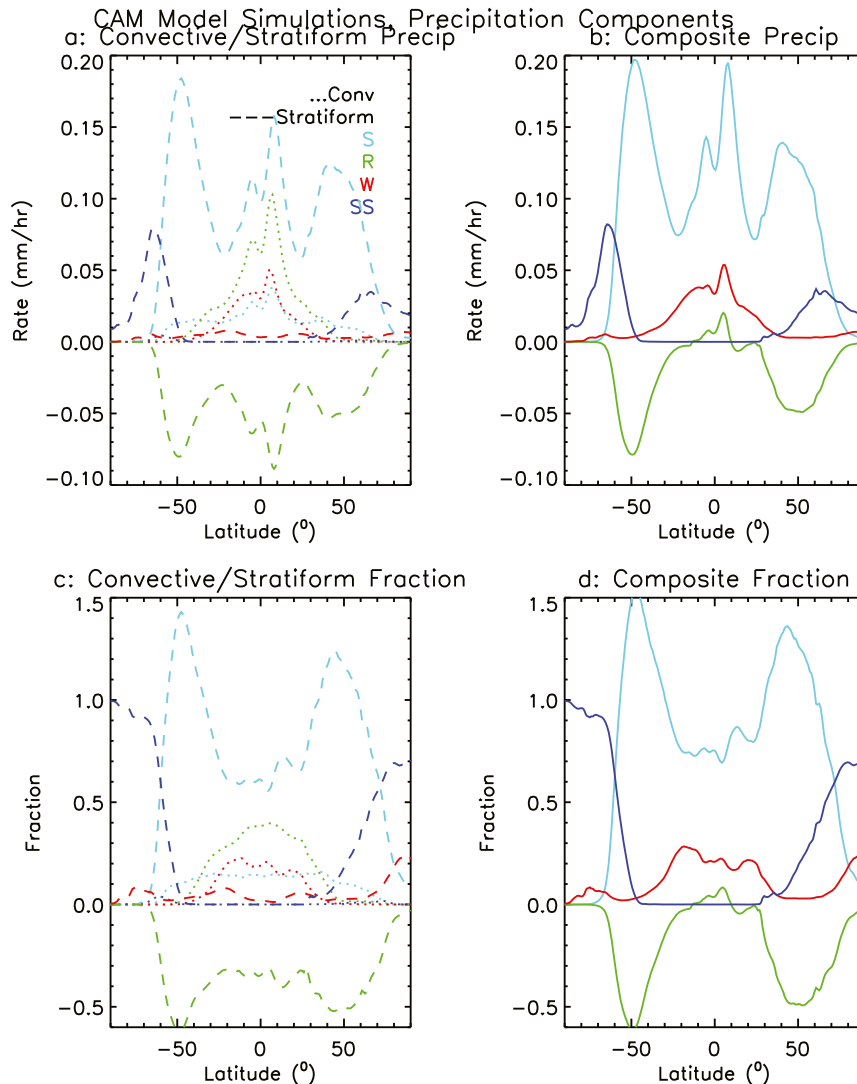 CAM Model Simulations, Precipitation Components
a: Convective/Stratiform Precip
b: Composite Precip
0.20
0.15
0.10
0.05
0.00
−0.05
−0.10
Rate (mm/hr)
...Conv
— — —Stratiform
S
R
W
SS
−50
0
50
Latitude (⁰)
0.20
0.15
0.10
0.05
0.00
−0.05
−0.10
Rate (mm/hr)
−50
0
50
Latitude (⁰)
c: Convective/Stratiform Fraction
d: Composite Fraction
1.5
1.0
0.5
0.0
−0.5
Fraction
−50
0
50
Latitude (⁰)
1.5
1.0
0.5
0.0
−0.5
Fraction
−50
0
50
Latitude (⁰)